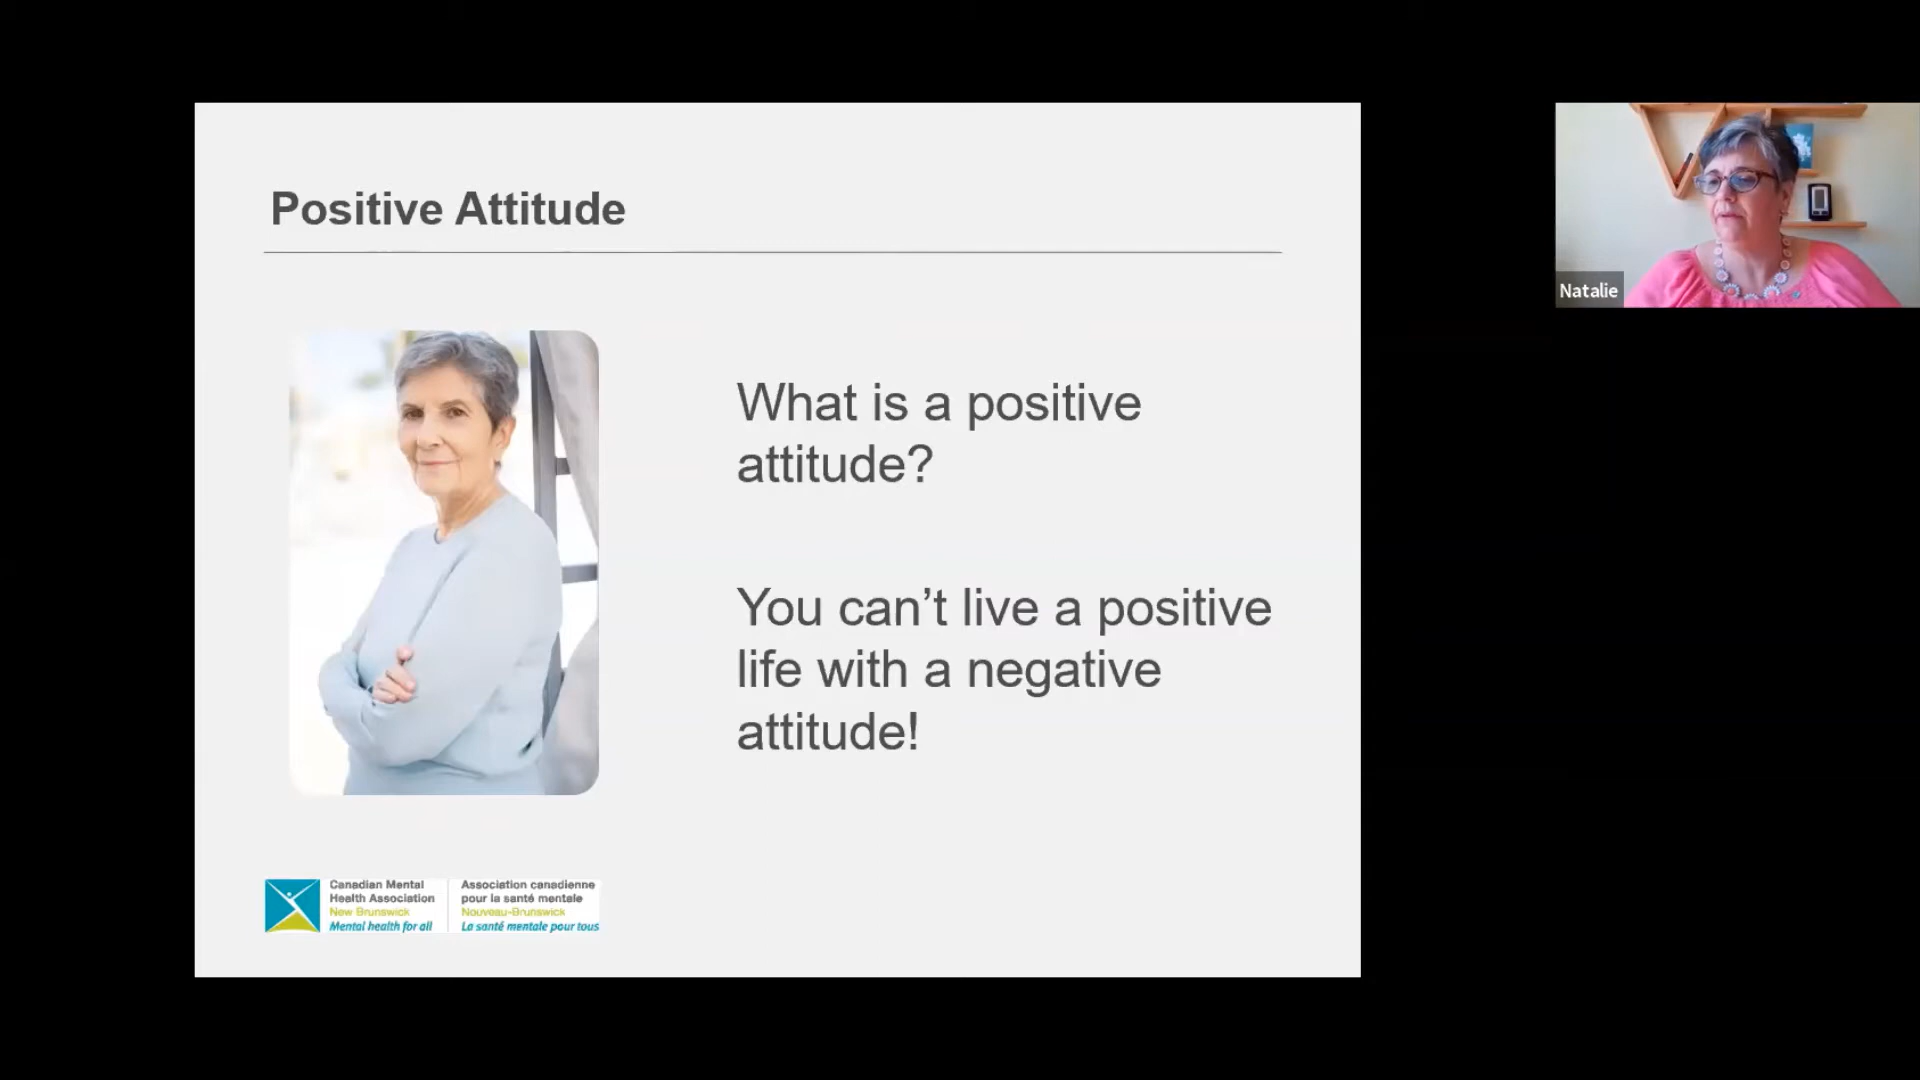 Positive Attitude
What is a positive
attitude?
You can’t live a positive
life with a negative
attitude!
Canadian Mental
Health Association
New Brunswick
Mental health for all
Association canadienne
pour la santé mentale
Nouveau-Brunswick
La santé mentale pour tous
Natalie